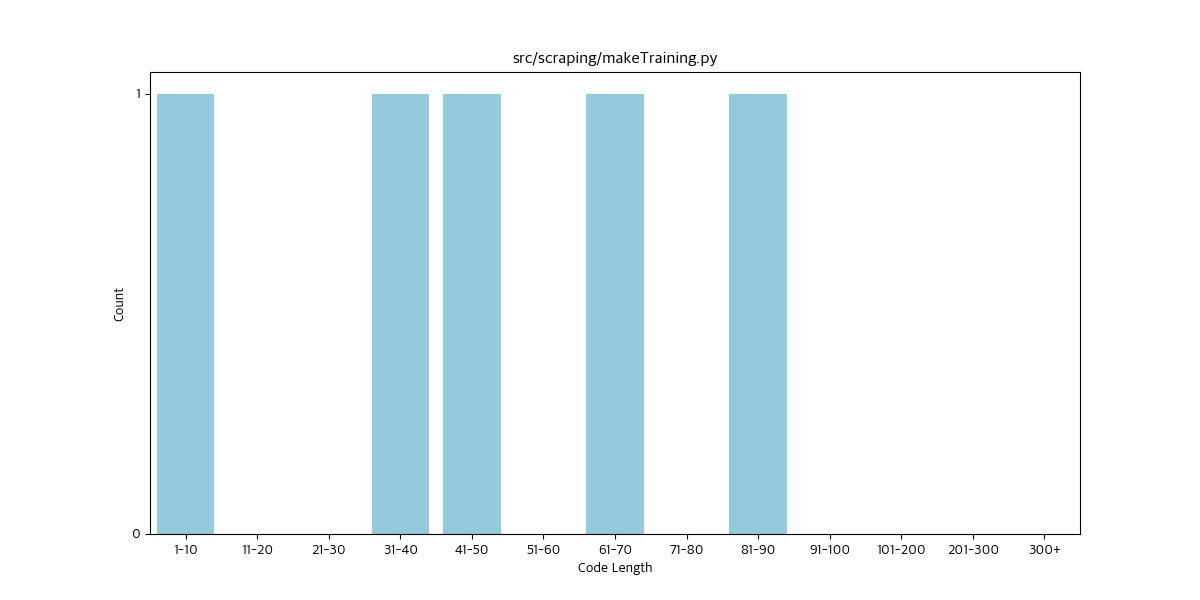 src/scraping/makeTraining.py
1
Count
0
1-10 11-20 21-30 31-40 41-50 51-60 61-70 71-80 81-90 91-100 101-200 201-300 300+
Code Length